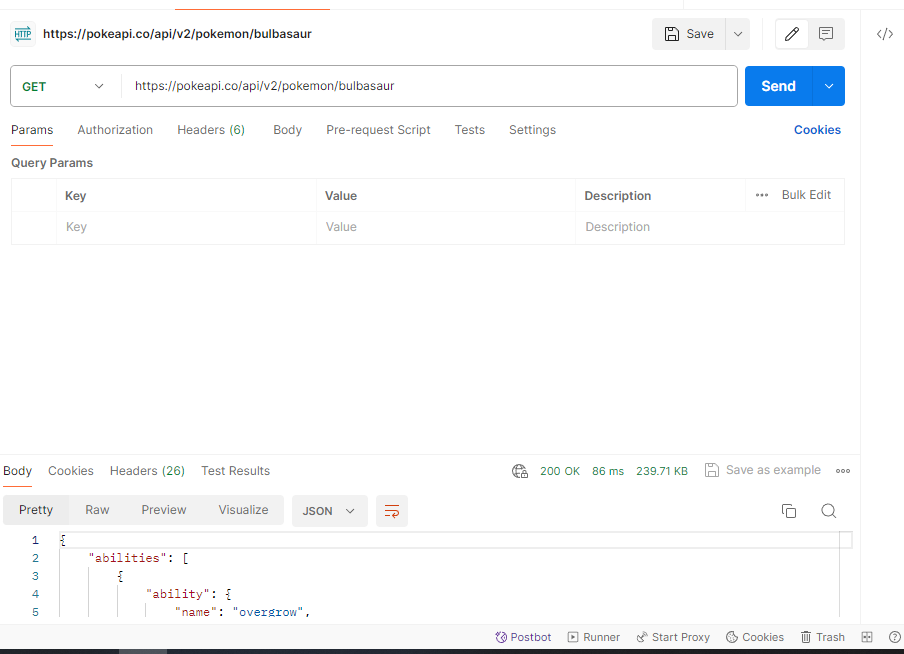 HTTP https://pokeapi.co/api/v2/pokemon/bulbasaur Save </>
GET https://pokeapi.co/api/v2/pokemon/bulbasaur Send
Params Authorization Headers (6) Body Pre-request Script Tests Settings Cookies
Query Params
Key Value Description ••• Bulk Edit
Key Value Description
Body Cookies Headers (26) Test Results 200 OK 86 ms 239.71 KB Save as example
Pretty Raw Preview Visualize JSON
1 {
2 "abilities": [
3 {
4 "ability": {
5 "name": "overgrow",
Postbot Runner Start Proxy Cookies Trash ?